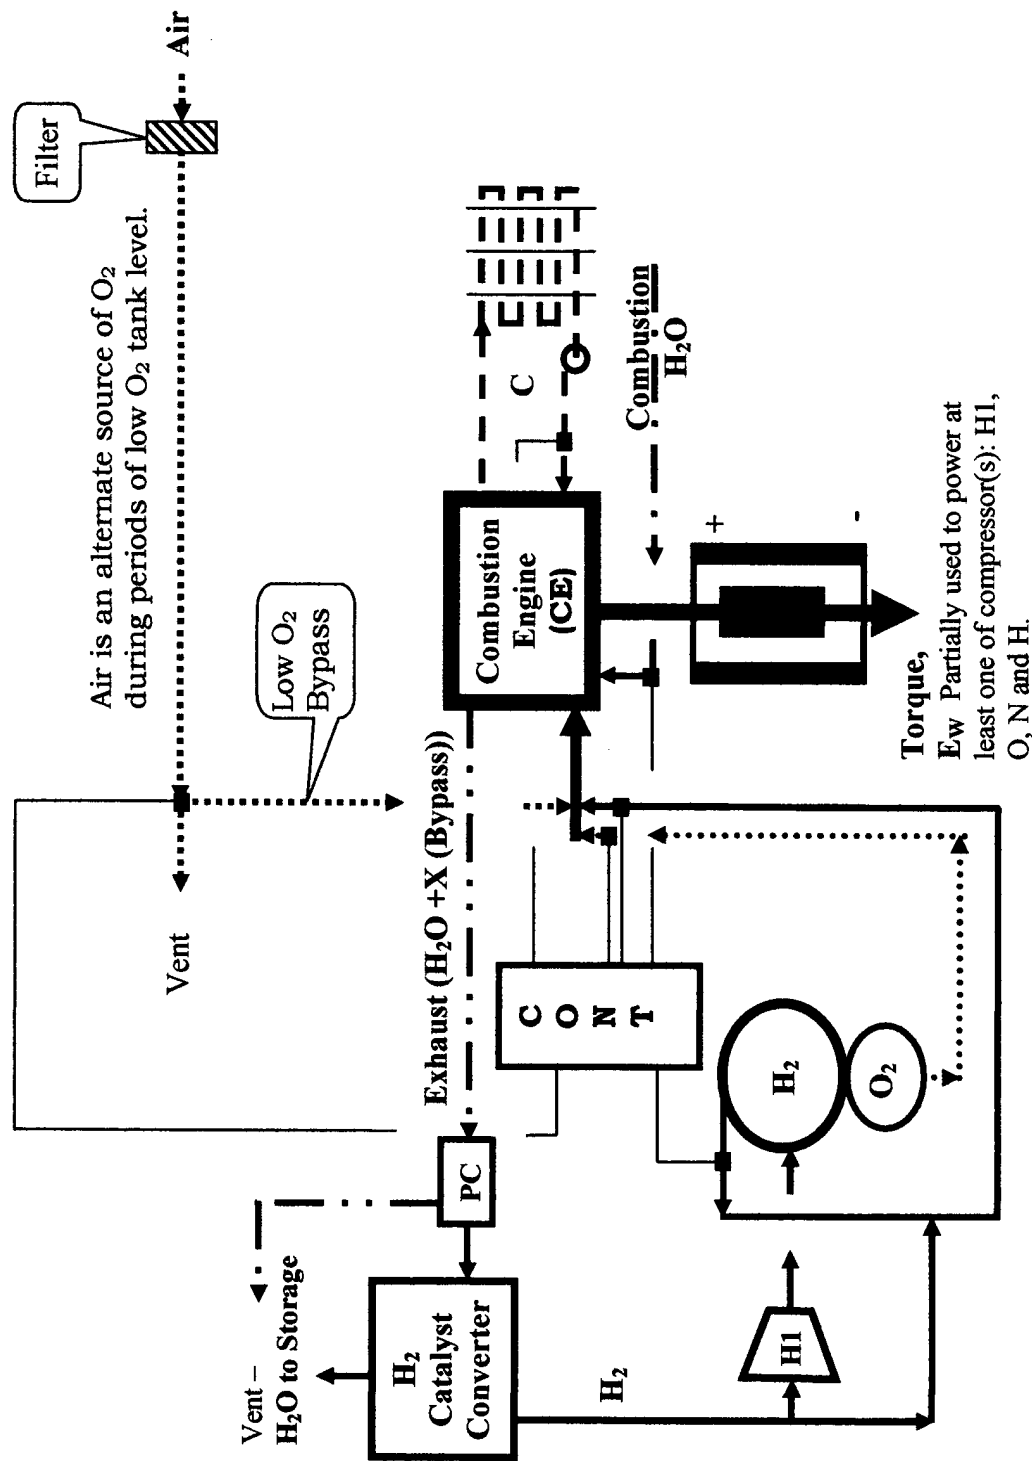 Air
Filter
Air is an alternate source of O₂
during periods of low O₂ tank level.
Low O₂
Bypass
Vent
C
Combustion
H₂O
Combustion
Engine
(CE)
+
-
Torque,
Ew Partially used to power at
least one of compressor(s): H1,
O, N and H.
Exhaust (H₂O +X (Bypass))
C
O
N
T
H₂
O₂
PC
Vent –
H₂O to Storage
H₂
Catalyst
Converter
H₂
H1